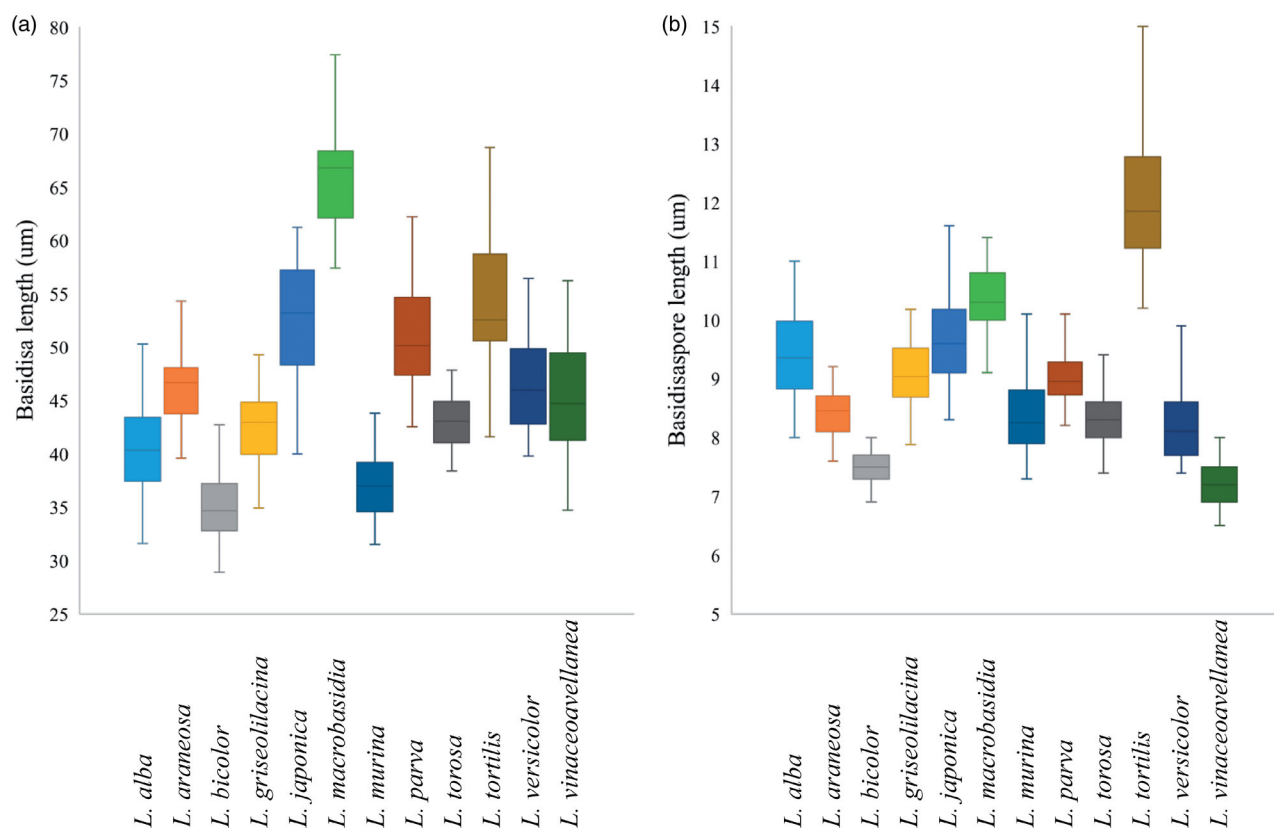 (a)
80
75
70
65
60
55
50
45
40
35
30
25
Basidisa length (um)
L. alba
L. araneosa
L. bicolor
L. griseolilacina
L. japonica
L. macrobasidia
L. murina
L. parva
L. torosa
L. tortilis
L. versicolor
L. vinaceoavellanea
(b)
15
14
13
12
11
10
9
8
7
6
5
Basidisaspore length (um)
L. alba
L. araneosa
L. bicolor
L. griseolilacina
L. japonica
L. macrobasidia
L. murina
L. parva
L. torosa
L. tortilis
L. versicolor
L. vinaceoavellanea